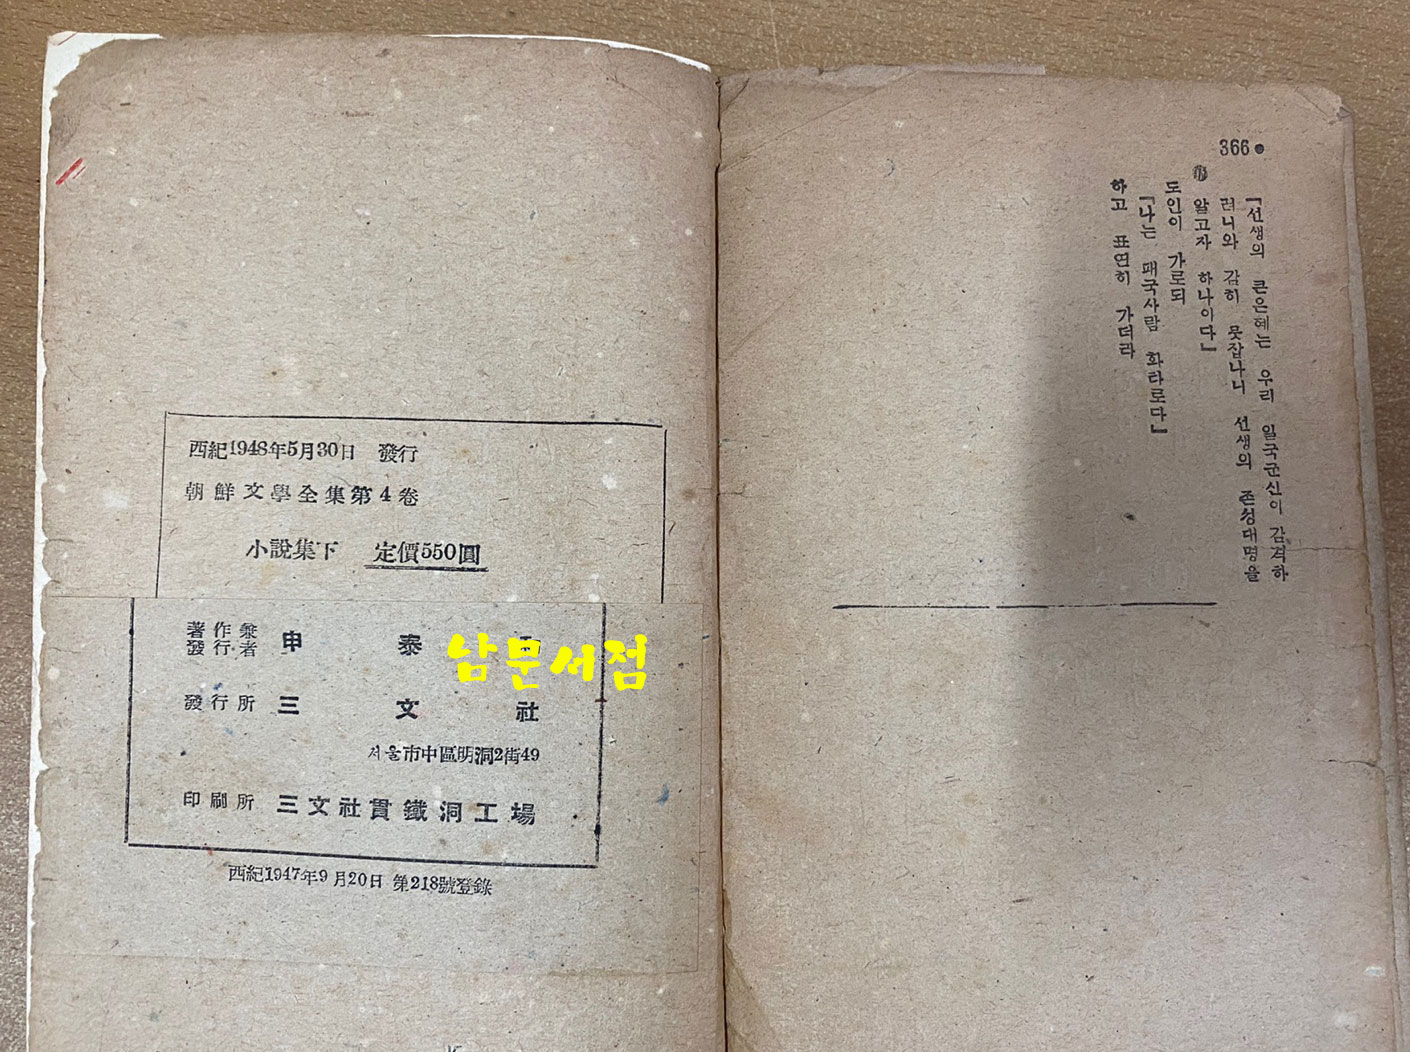 366
『선생의 큰은혜는 우리 일국군신이 감격하
려니와 감히 못잡나니 선생의 존성대명을
알고자 하나이다』
도인이 가로되
『나는 패국사람 화타로다』
하고 표연히 가더라
西紀1948年5月30日 發行
朝鮮文學全集第4卷
小說集下 定價550圓
著作兼
發行者 申泰
남문서점
發行所 三文社
서울市中區明洞2街49
印刷所 三文社貫鐵洞工場
西紀1947年9月20日 第218號登錄